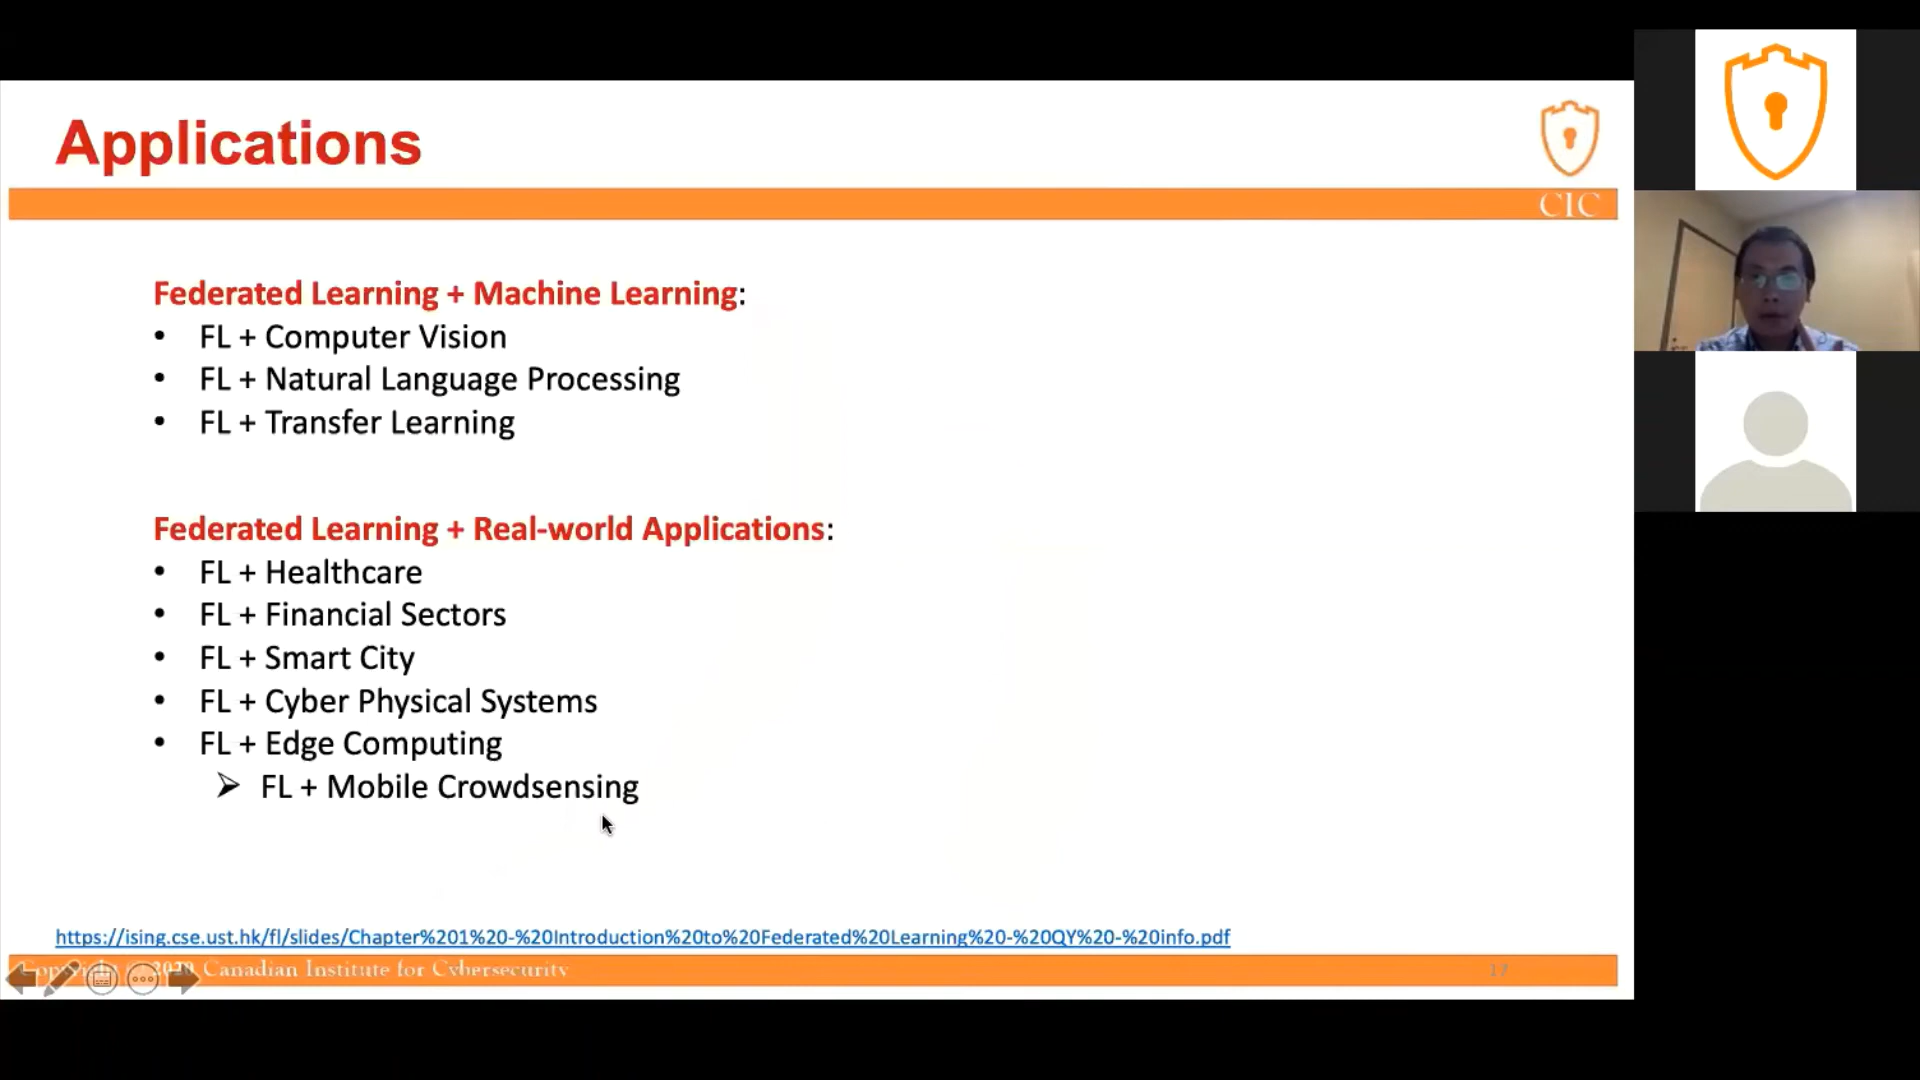 Applications
CIC
Federated Learning + Machine Learning:
• FL + Computer Vision
• FL + Natural Language Processing
• FL + Transfer Learning
Federated Learning + Real-world Applications:
• FL + Healthcare
• FL + Financial Sectors
• FL + Smart City
• FL + Cyber Physical Systems
• FL + Edge Computing
➢ FL + Mobile Crowdsensing
https://ising.cse.ust.hk/fl/slides/Chapter%201%20-%20Introduction%20to%20Federated%20Learning%20-%20QY%20-%20info.pdf
Copyright © 2020 Canadian Institute for Cybersecurity
17